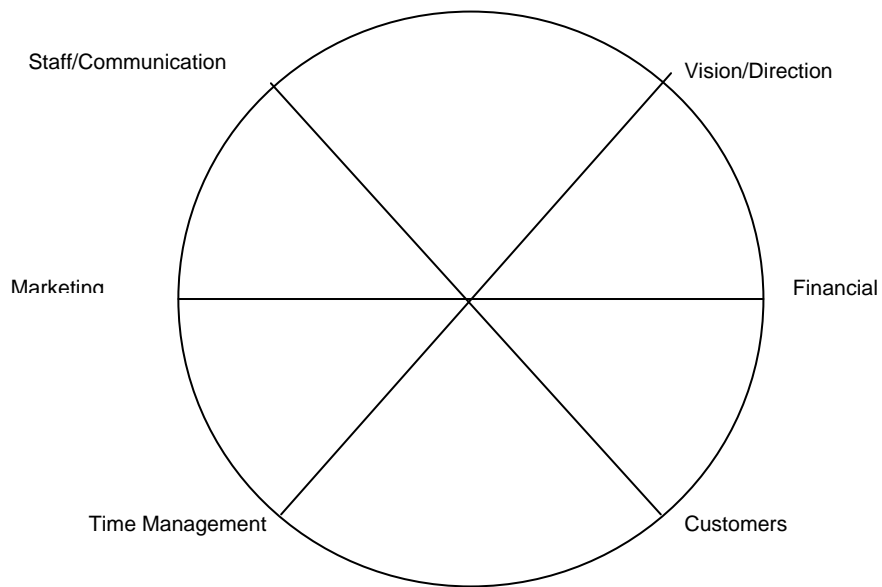 Staff/Communication
Vision/Direction
Marketing
Financial
Time Management
Customers